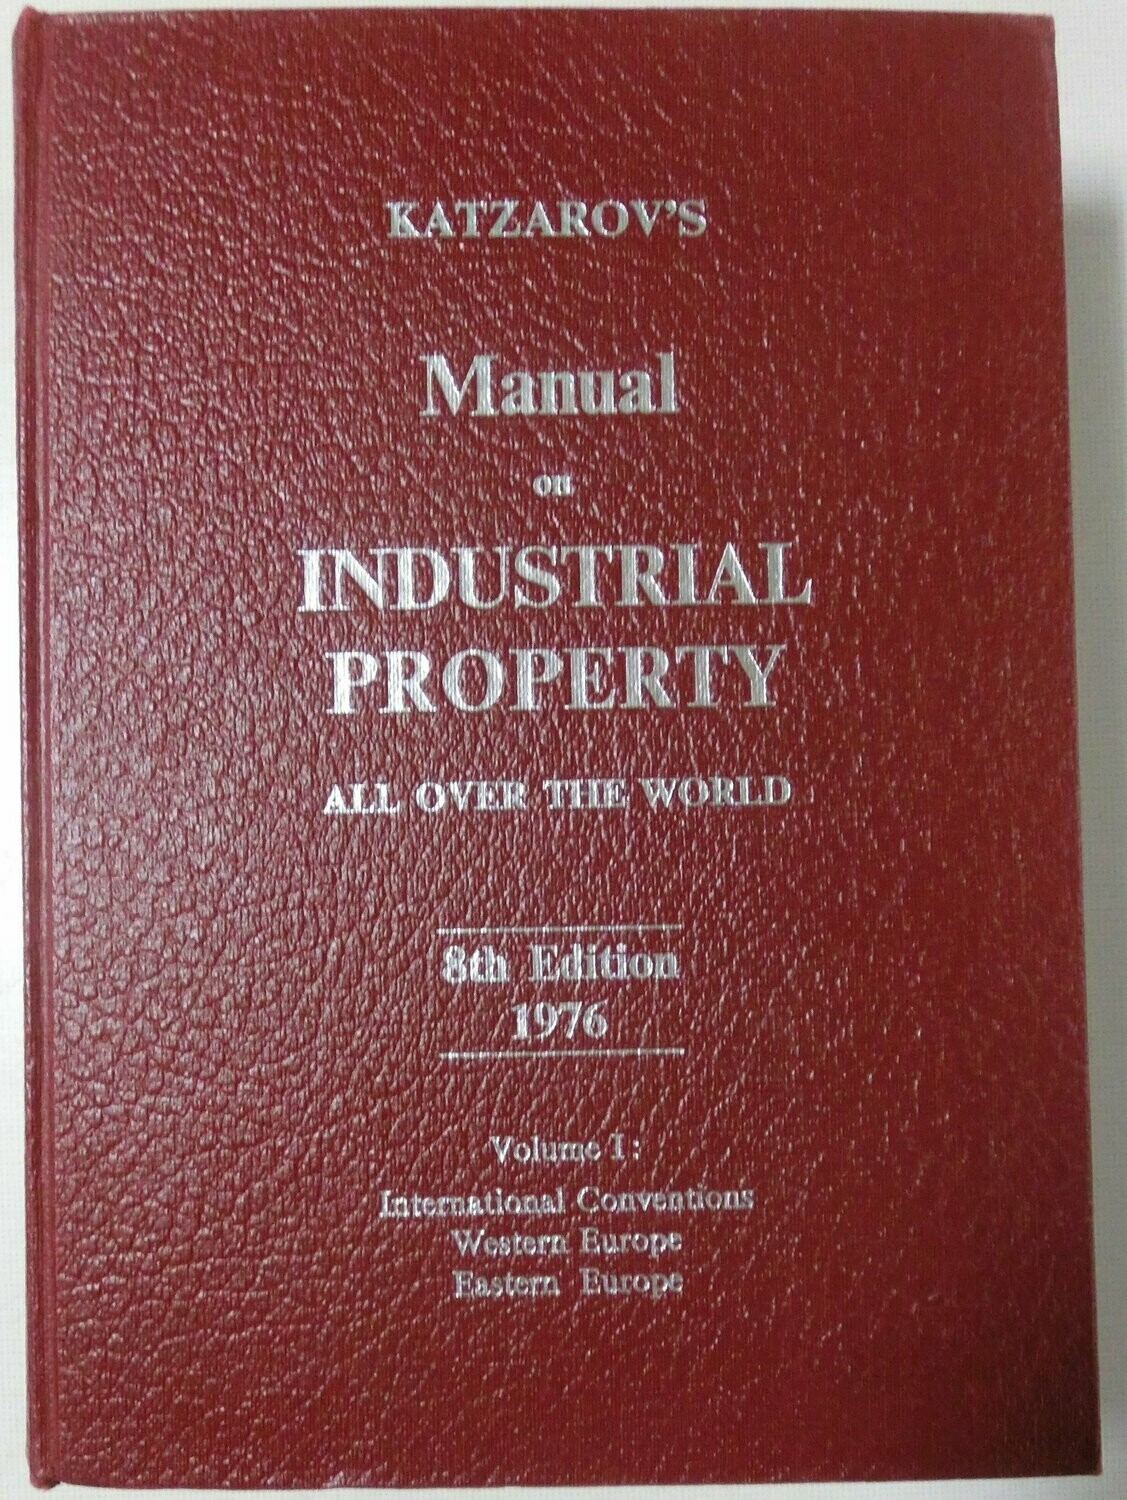 KATZAROV'S
Manual
on
INDUSTRIAL
PROPERTY
ALL OVER THE WORLD
8th Edition
1976
Volume I:
International Conventions
Western Europe
Eastern Europe